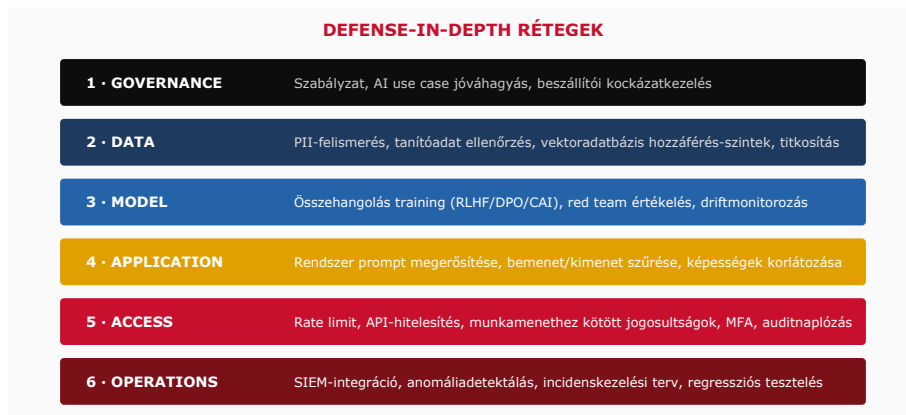 DEFENSE-IN-DEPTH RÉTEGEK
1 · GOVERNANCE Szabályzat, AI use case jóváhagyás, beszállítói kockázatkezelés
2 · DATA PII-felismerés, tanítóadat ellenőrzés, vektoradatbázis hozzáférés-szintek, titkosítás
3 · MODEL Összehangolás training (RLHF/DPO/CAI), red team értékelés, driftmonitorozás
4 · APPLICATION Rendszer prompt megerősítése, bemenet/kimenet szűrése, képességek korlátozása
5 · ACCESS Rate limit, API-hitelesítés, munkamenethez kötött jogosultságok, MFA, auditnaplózás
6 · OPERATIONS SIEM-integráció, anomáliadetektálás, incidenskezelési terv, regressziós tesztelés